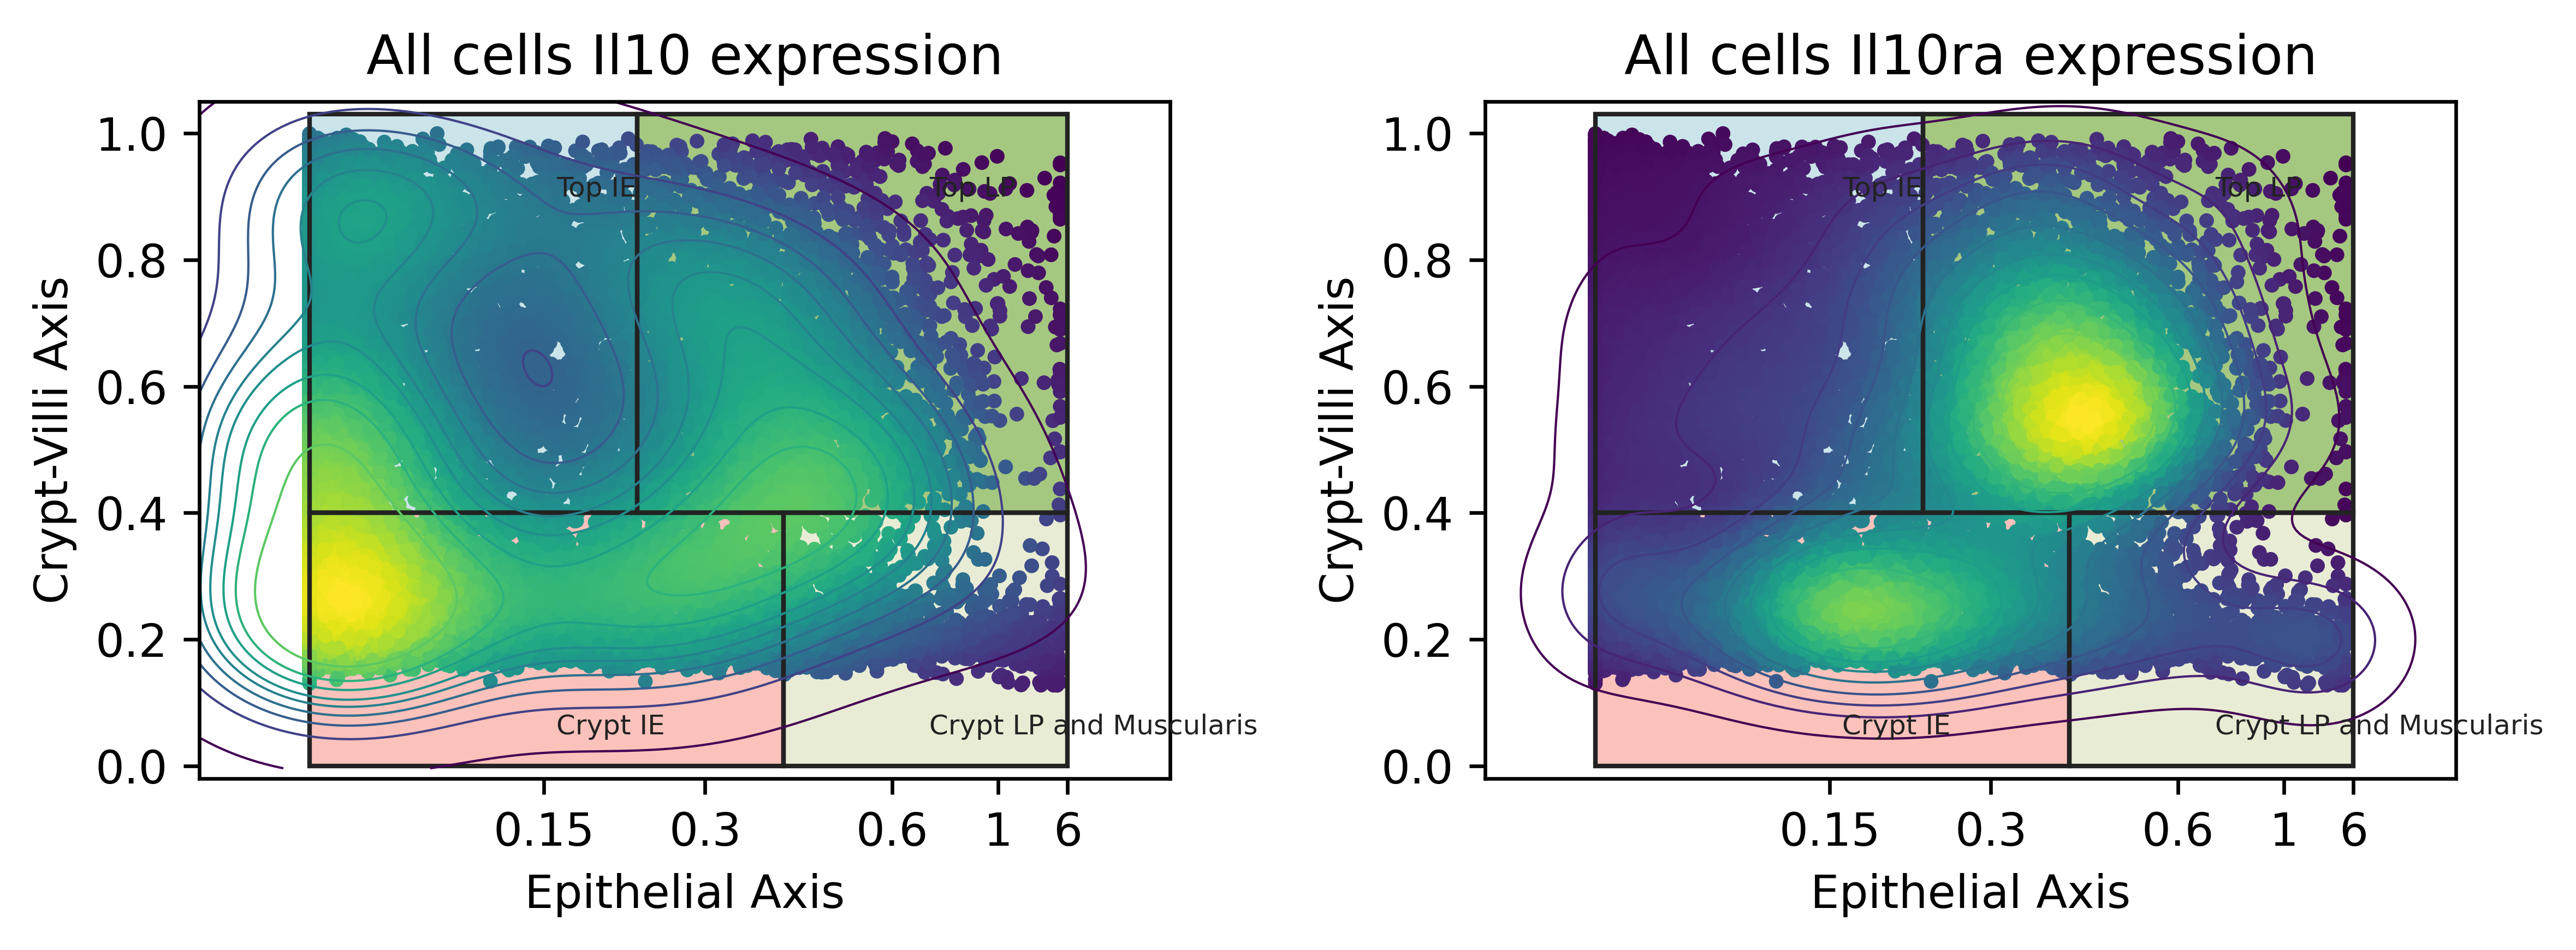 All cells Il10 expression
Crypt-Villi Axis
1.0
0.8
0.6
0.4
0.2
0.0
Top IE
Top LP
Crypt IE
Crypt LP and Muscularis
0.15
0.3
0.6
1
6
Epithelial Axis
All cells Il10ra expression
Crypt-Villi Axis
1.0
0.8
0.6
0.4
0.2
0.0
Top IE
Top LP
Crypt IE
Crypt LP and Muscularis
0.15
0.3
0.6
1
6
Epithelial Axis